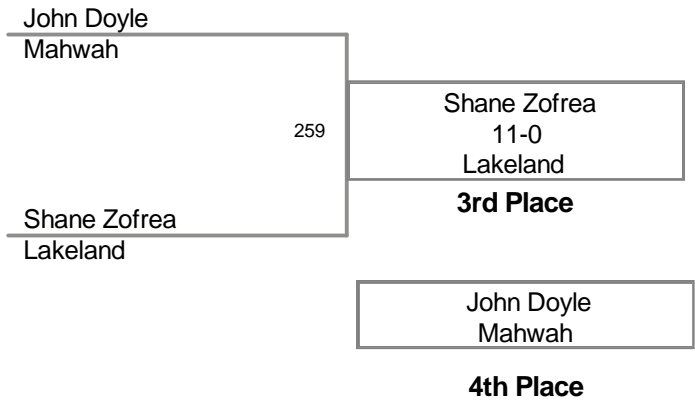 John Doyle
Mahwah
259
Shane Zofrea
11-0
Lakeland
3rd Place
Shane Zofrea
Lakeland
John Doyle
Mahwah
4th Place